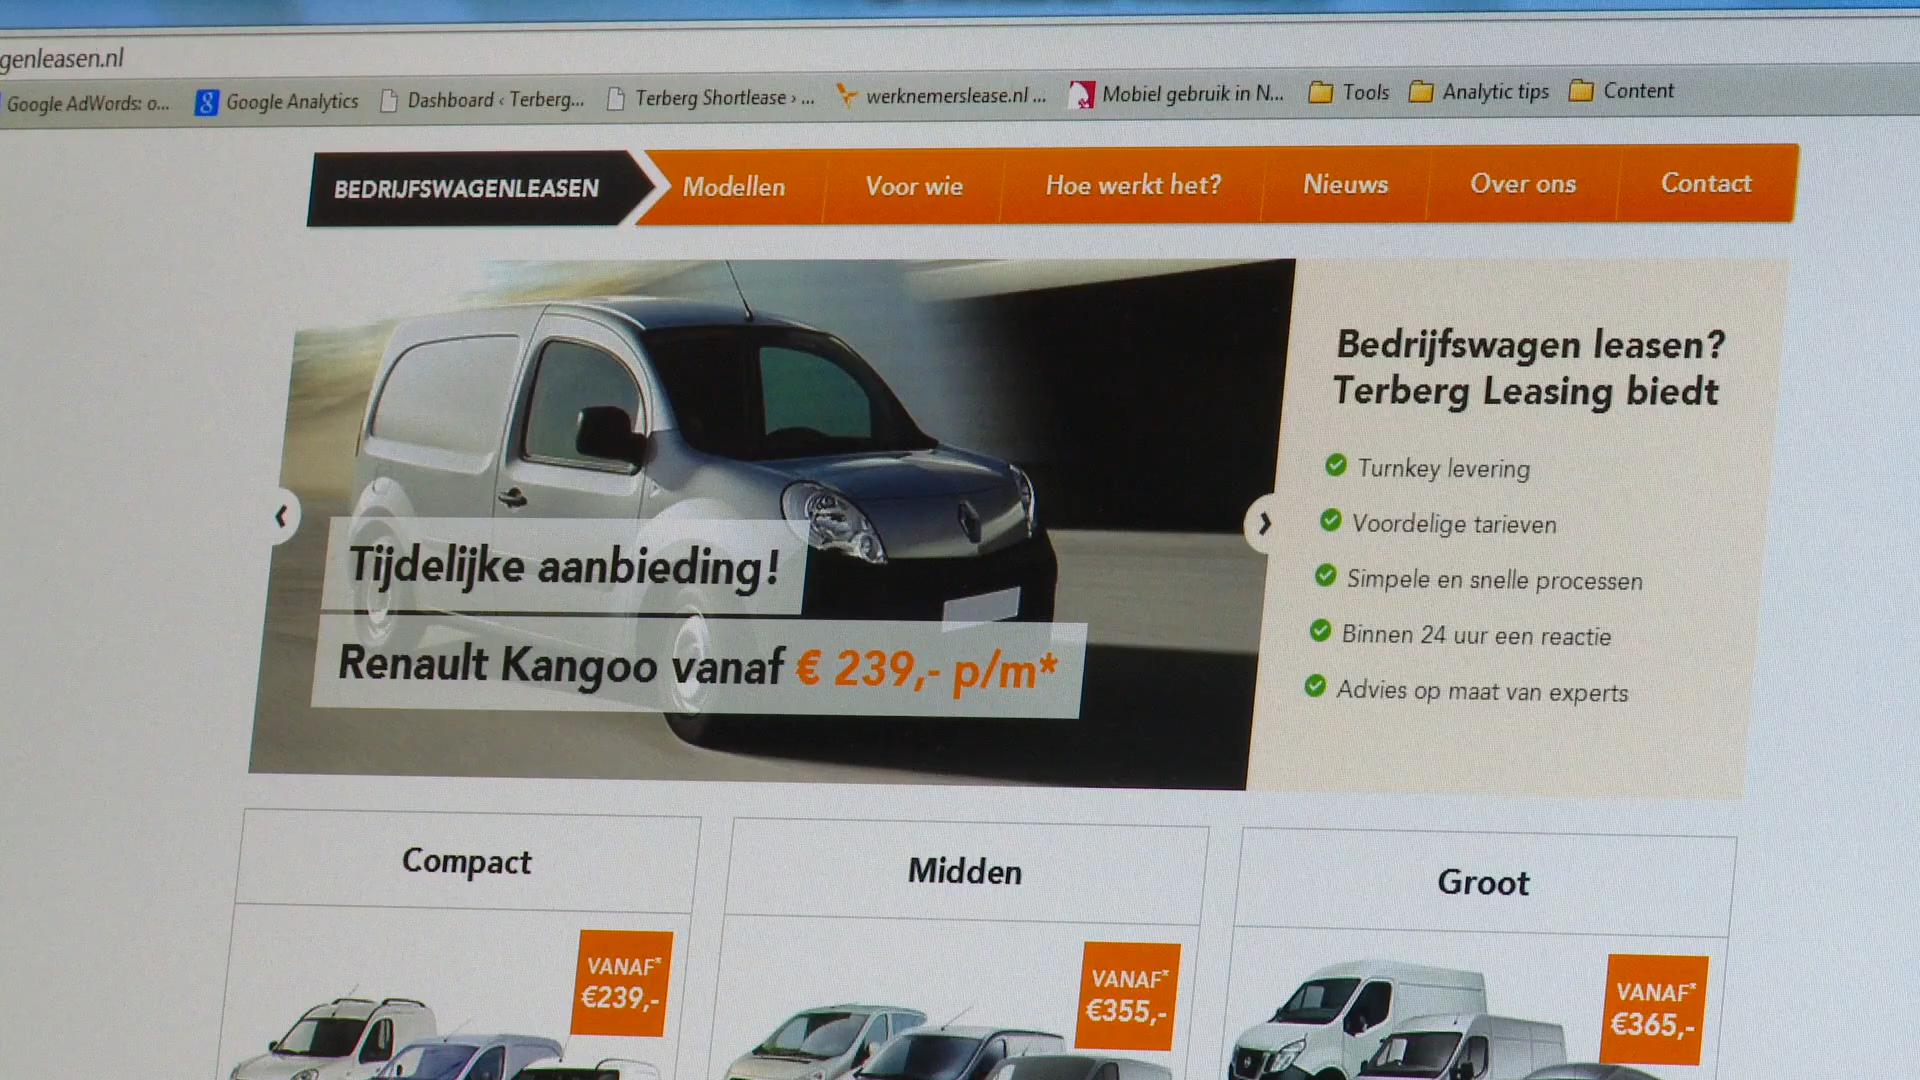 genleasen.nl
Google AdWords: o...
Google Analytics
Dashboard ‹ Terberg...
Terberg Shortlease › ...
werknemerslease.nl ...
Mobiel gebruik in N...
Tools
Analytic tips
Content
BEDRIJFSWAGENLEASEN
Modellen
Voor wie
Hoe werkt het?
Nieuws
Over ons
Contact
Tijdelijke aanbieding!
Renault Kangoo vanaf € 239,- p/m*
Bedrijfswagen leasen?
Terberg Leasing biedt
Turnkey levering
Voordelige tarieven
Simpele en snelle processen
Binnen 24 uur een reactie
Advies op maat van experts
Compact
VANAF*
€239,-
Midden
VANAF*
€355,-
Groot
VANAF*
€365,-